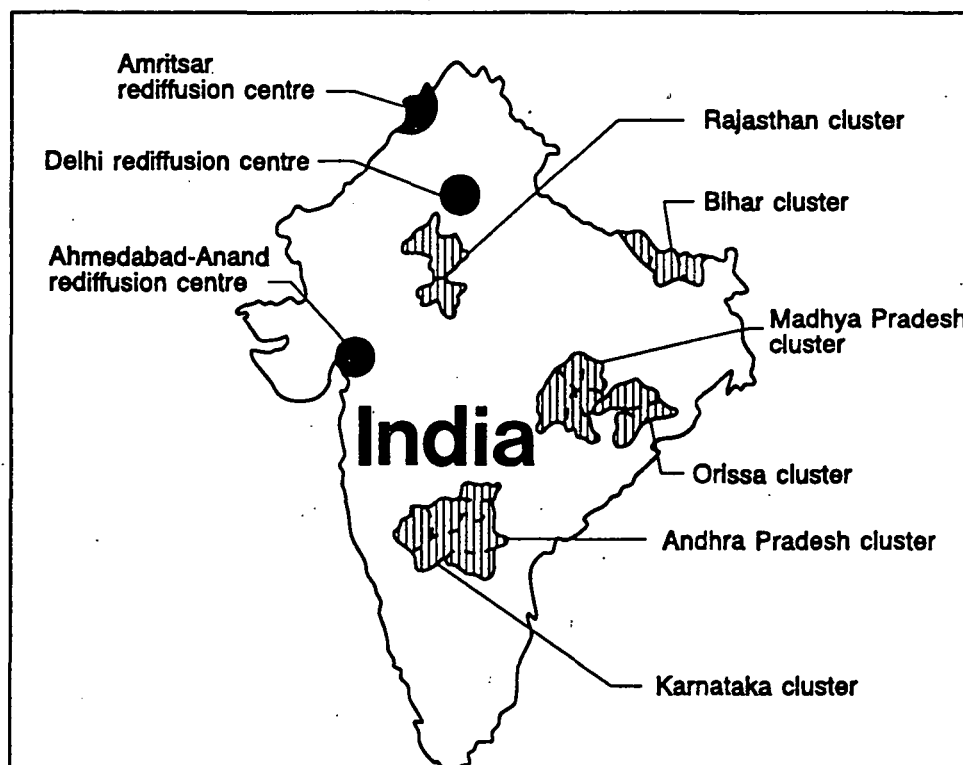 Amritsar
rediffusion centre
Rajasthan cluster
Delhi rediffusion centre
Bihar cluster
Ahmedabad-Anand
rediffusion centre
Madhya Pradesh
cluster
India
Orissa cluster
Andhra Pradesh cluster
Karnataka cluster